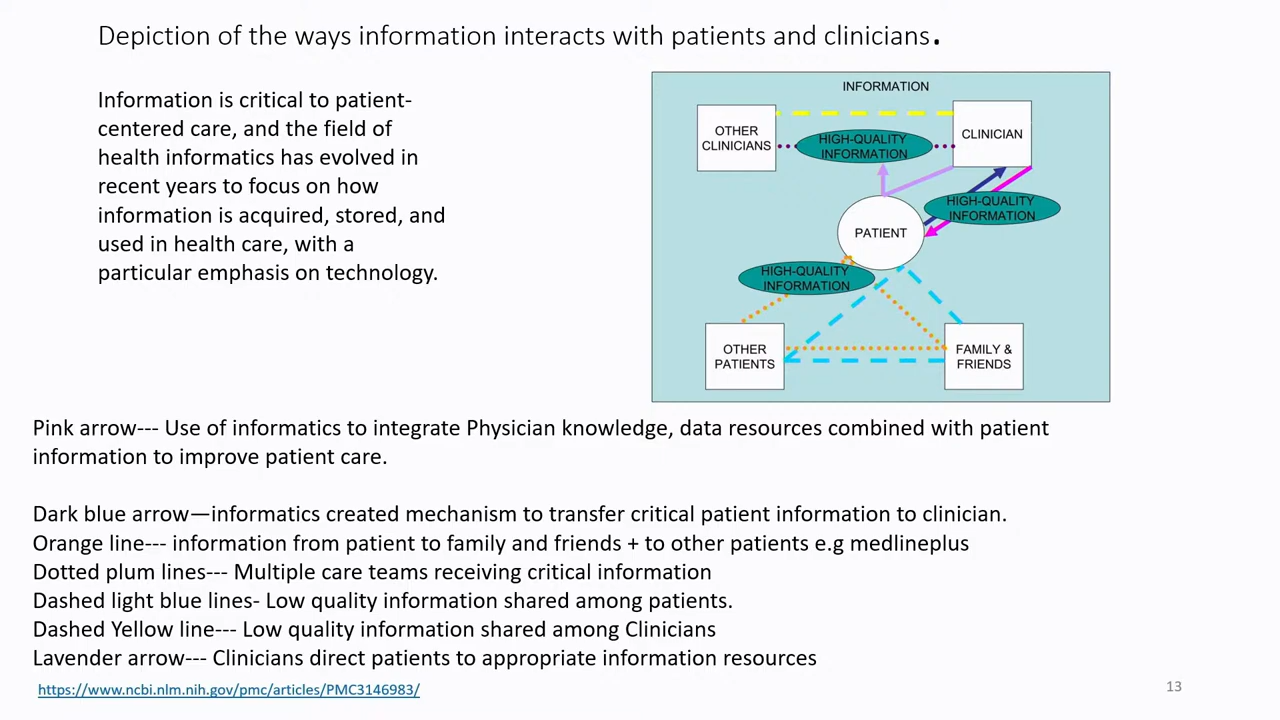 Depiction of the ways information interacts with patients and clinicians.
Information is critical to patient-
centered care, and the field of
health informatics has evolved in
recent years to focus on how
information is acquired, stored, and
used in health care, with a
particular emphasis on technology.
INFORMATION
OTHER
CLINICIANS
HIGH-QUALITY
INFORMATION
CLINICIAN
HIGH-QUALITY
INFORMATION
PATIENT
HIGH-QUALITY
INFORMATION
OTHER
PATIENTS
FAMILY &
FRIENDS
Pink arrow--- Use of informatics to integrate Physician knowledge, data resources combined with patient
information to improve patient care.
Dark blue arrow—informatics created mechanism to transfer critical patient information to clinician.
Orange line--- information from patient to family and friends + to other patients e.g medlineplus
Dotted plum lines--- Multiple care teams receiving critical information
Dashed light blue lines- Low quality information shared among patients.
Dashed Yellow line--- Low quality information shared among Clinicians
Lavender arrow--- Clinicians direct patients to appropriate information resources
https://www.ncbi.nlm.nih.gov/pmc/articles/PMC3146983/
13